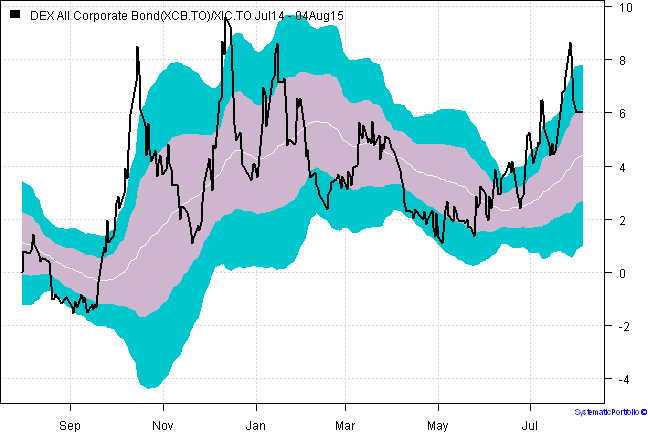 DEX All Corporate Bond(XCB.TO)/XIC.TO Jul14 - 04Aug15
10
8
6
4
2
0
-2
-4
Sep Nov Jan Mar May Jul
SystematicPortfolio ©